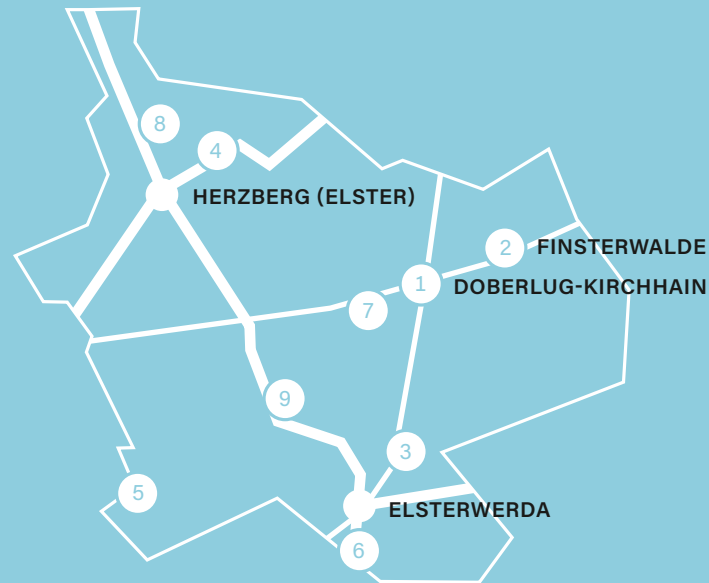 8
4
HERZBERG (ELSTER)
2 FINSTERWALDE
1 DOBERLUG-KIRCHHAIN
7
9
3
5
ELSTERWERDA
6